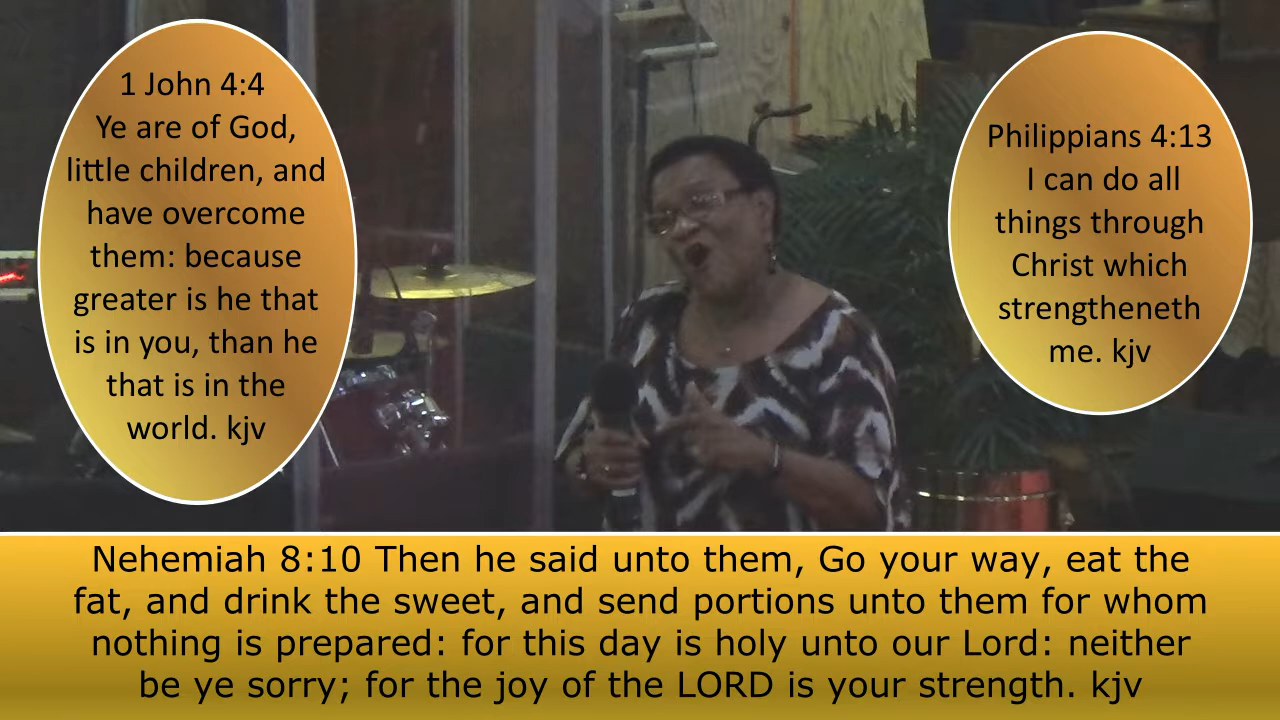 1 John 4:4
Ye are of God,
little children, and
have overcome
them: because
greater is he that
is in you, than he
that is in the
world. kjv
Philippians 4:13
I can do all
things through
Christ which
strengtheneth
me. kjv
Nehemiah 8:10 Then he said unto them, Go your way, eat the
fat, and drink the sweet, and send portions unto them for whom
nothing is prepared: for this day is holy unto our Lord: neither
be ye sorry; for the joy of the LORD is your strength. kjv